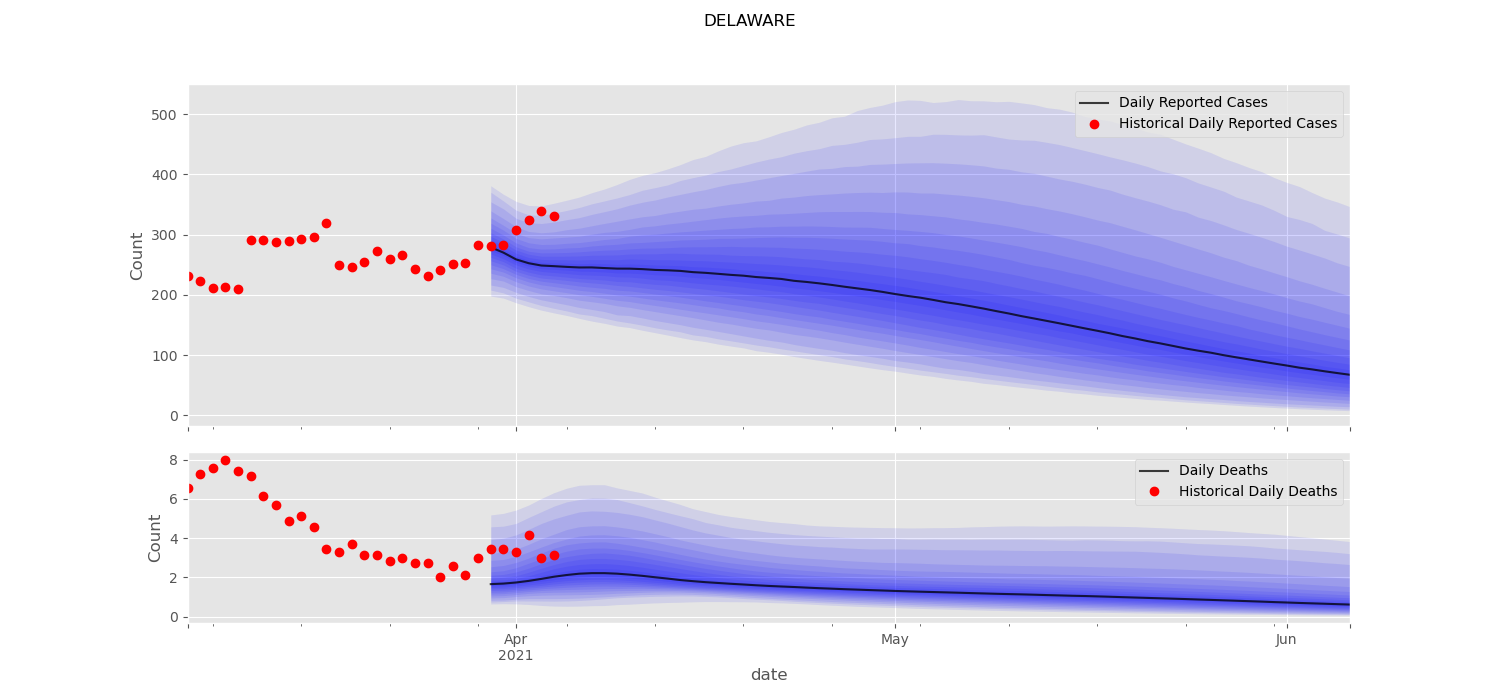 DELAWARE
Count
500
400
300
200
100
0
Daily Reported Cases
Historical Daily Reported Cases
Count
8
6
4
2
0
Daily Deaths
Historical Daily Deaths
Apr
2021
May
Jun
date